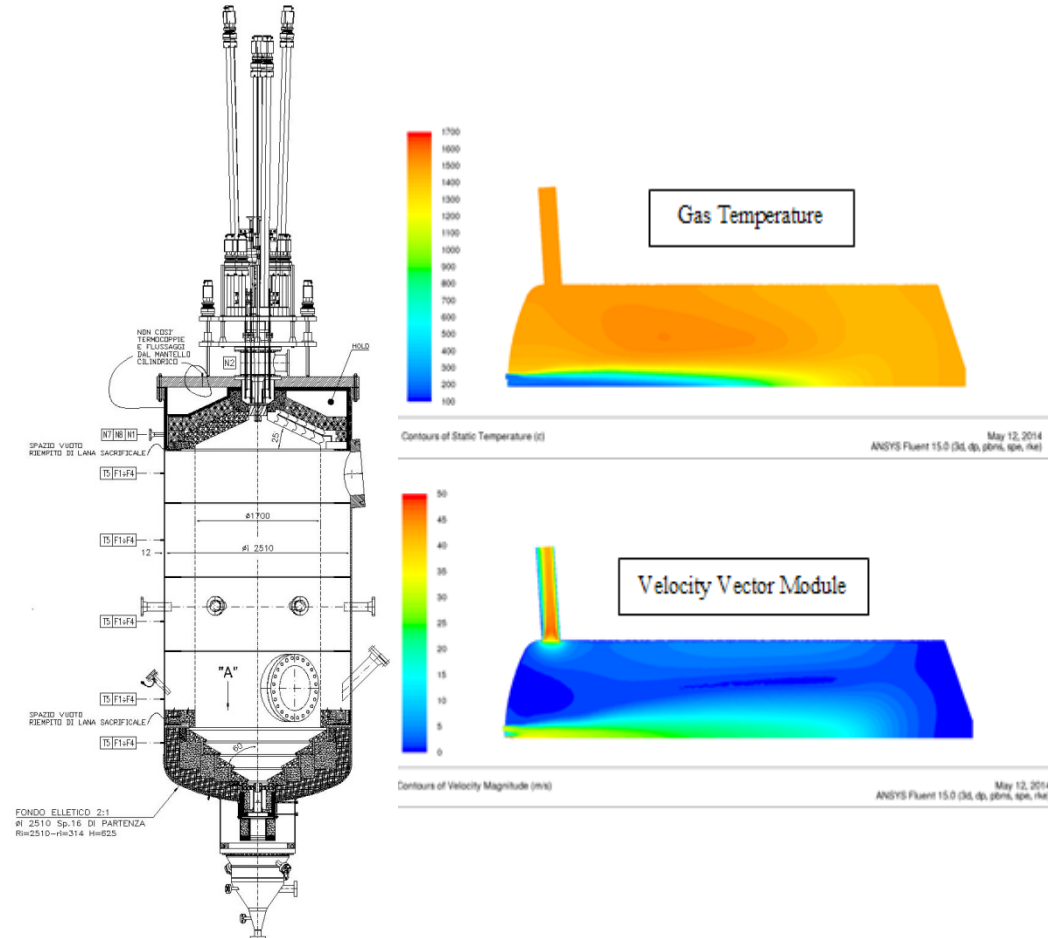 NON COSI'
TERMOCOPPIE
E FLUSSAGGI
DAL MANTELLO
CILINDRICO
N2
HOLD
N7 N8 N1
SPAZIO VUOTO
RIEMPITO DI LANA SACRIFICALE
25
T5 F1÷F4
ø1700
T5 F1÷F4
12
øi 2510
T5 F1÷F4
"A"
T5 F1÷F4
SPAZIO VUOTO
RIEMPITO DI LANA SACRIFICALE
T5 F1÷F4
60
FONDO ELLETICO 2:1
øi 2510 Sp.16 DI PARTENZA
Ri=2510-ri=314 H=625
1700
1600
1500
1400
1300
1200
1100
1000
900
800
700
600
500
400
300
200
100
Gas Temperature
Contours of Static Temperature (c)
May 12, 2014
ANSYS Fluent 15.0 (3d, dp, pbns, spe, rke)
50
45
40
35
30
25
20
15
10
5
0
Velocity Vector Module
Contours of Velocity Magnitude (m/s)
May 12, 2014
ANSYS Fluent 15.0 (3d, dp, pbns, spe, rke)